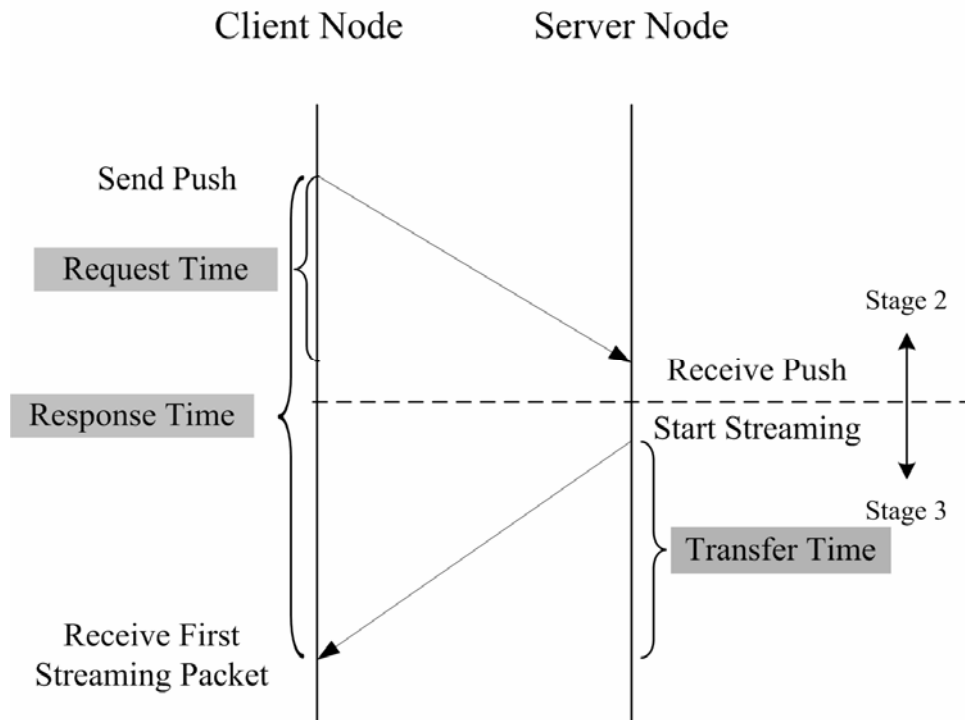 Client Node
Server Node
Send Push
Request Time
Stage 2
Receive Push
Response Time
Start Streaming
Stage 3
Transfer Time
Receive First
Streaming Packet